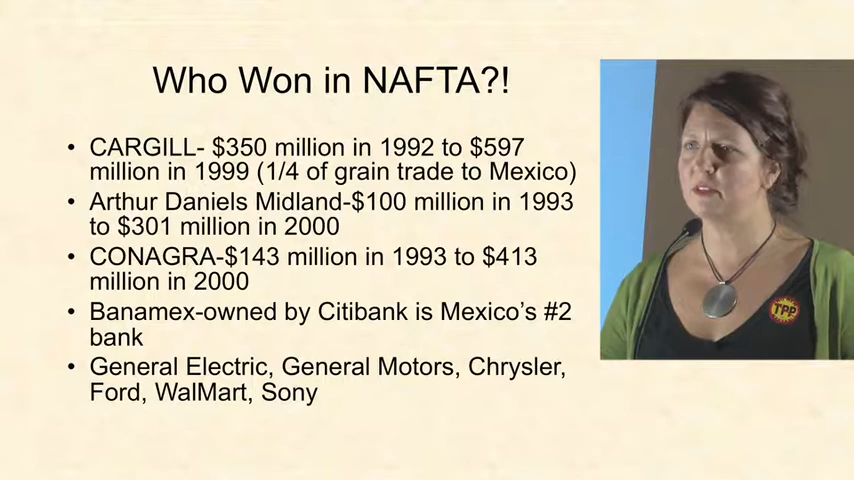 Who Won in NAFTA?!
• CARGILL- $350 million in 1992 to $597
million in 1999 (1/4 of grain trade to Mexico)
• Arthur Daniels Midland-$100 million in 1993
to $301 million in 2000
• CONAGRA-$143 million in 1993 to $413
million in 2000
• Banamex-owned by Citibank is Mexico's #2
bank
• General Electric, General Motors, Chrysler,
Ford, WalMart, Sony
TPP